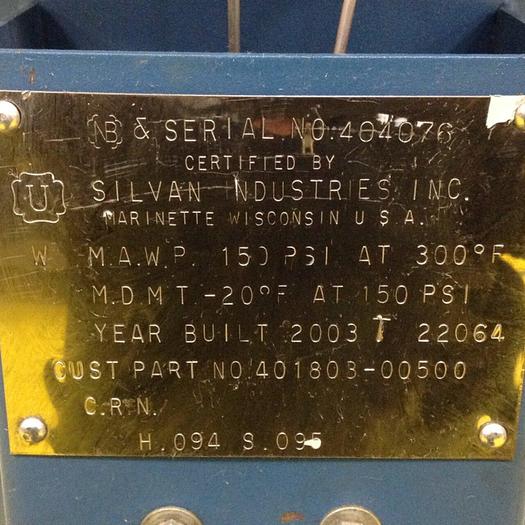 NB & SERIAL NO. 404076
CERTIFIED BY
U SILVAN INDUSTRIES, INC.
MARINETTE WISCONSIN U.S.A.
W M.A.W.P. 150 PSI AT 300°F
M.D.M.T. -20°F AT 150 PSI
YEAR BUILT 2003 T 22064
CUST PART NO. 401803-00500
C.R.N.
H .094 S .095